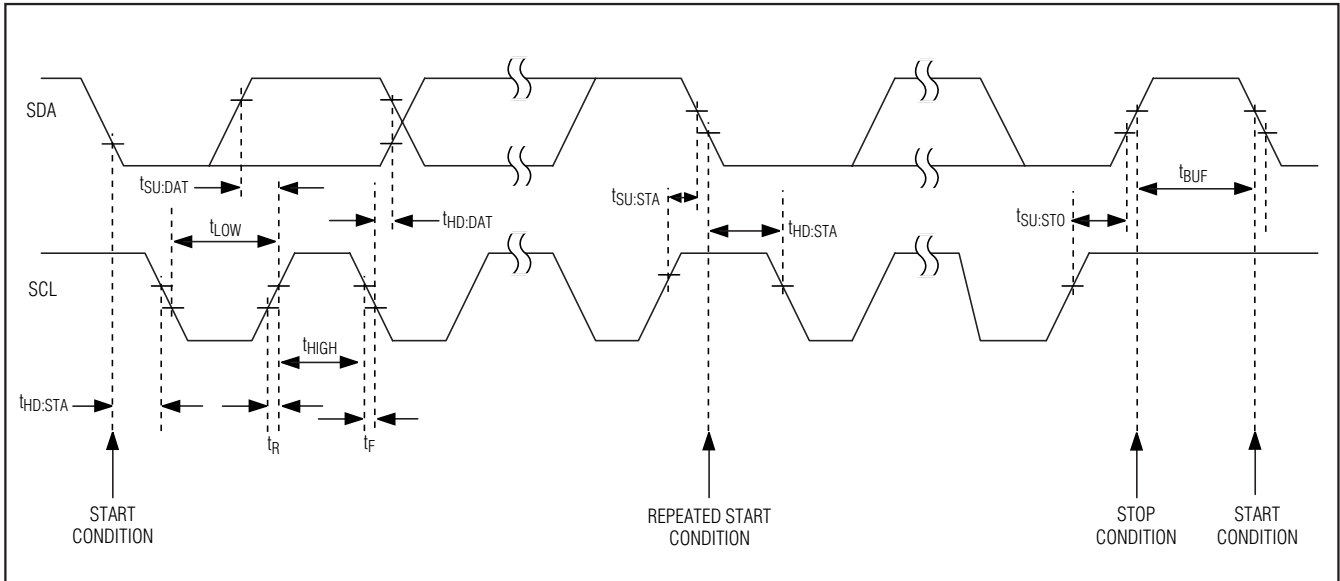 SDA
tSU:DAT
tLOW
tHD:DAT
tSU:STA
tHD:STA
tSU:STO
tBUF
SCL
tHIGH
tHD:STA
tR
tF
START
CONDITION
REPEATED START
CONDITION
STOP
CONDITION
START
CONDITION